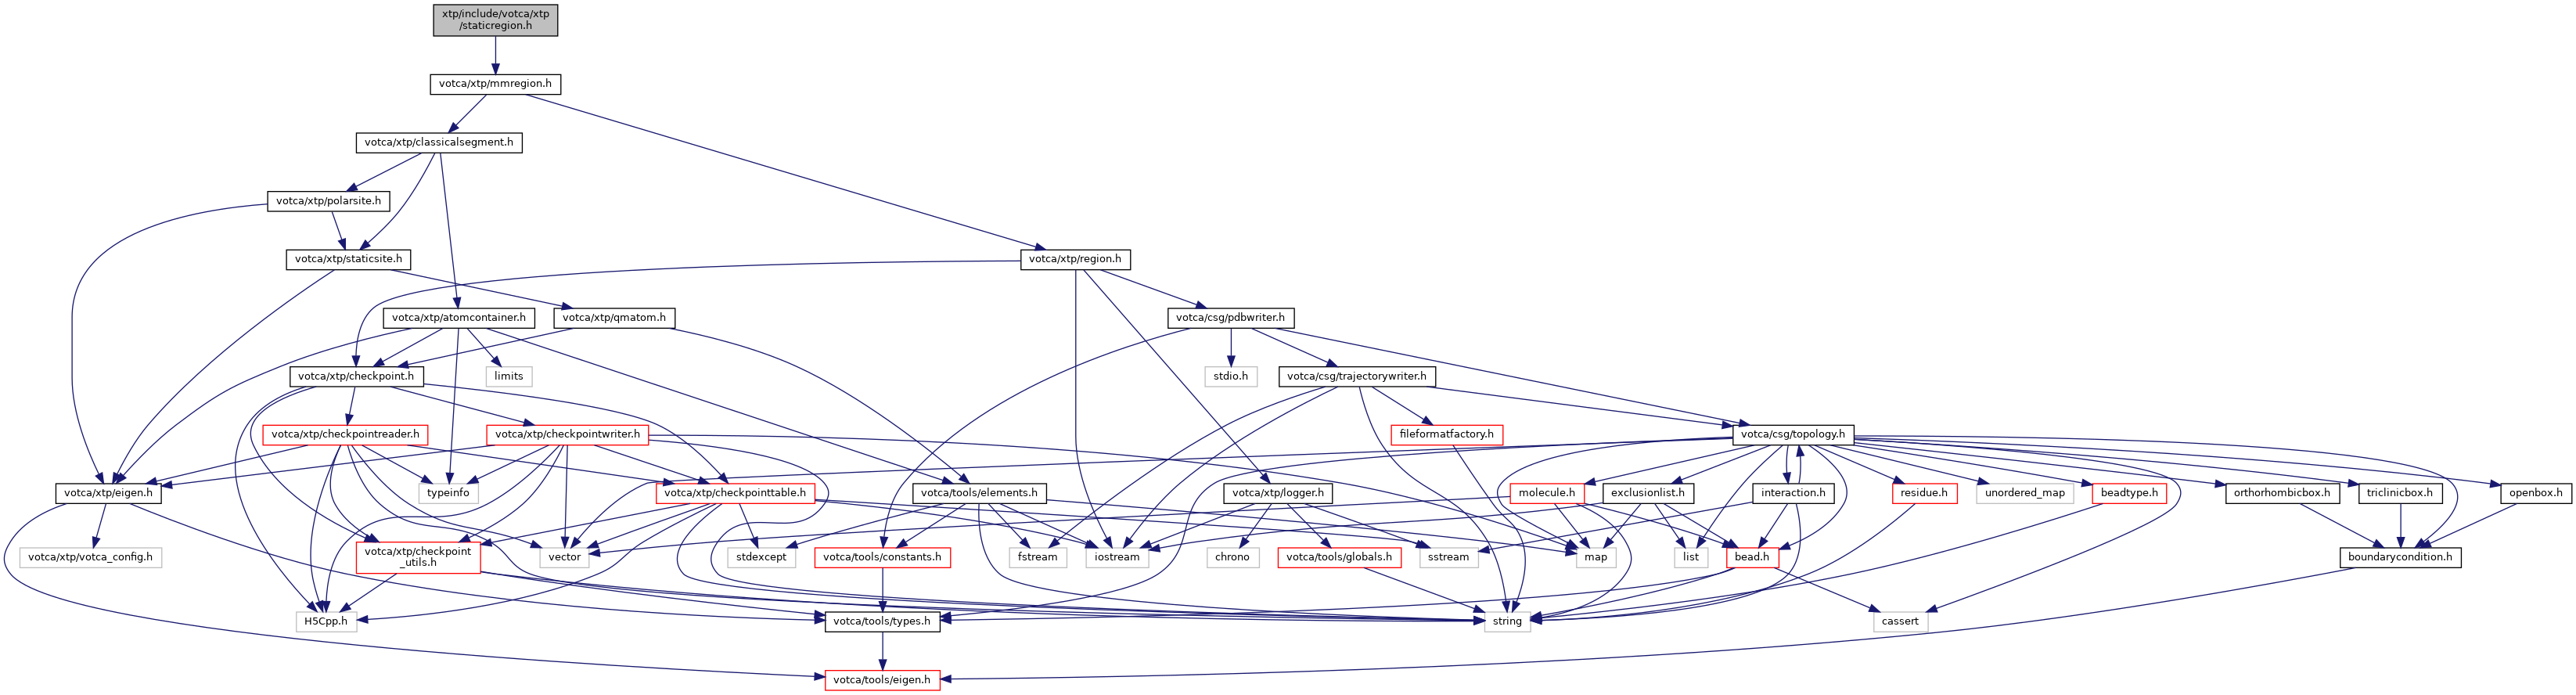 xtp/include/votca/xtp
/staticregion.h
votca/xtp/mmregion.h
votca/xtp/classicalsegment.h
votca/xtp/polarsite.h
votca/xtp/staticsite.h
votca/xtp/region.h
votca/xtp/atomcontainer.h
votca/xtp/qmatom.h
votca/csg/pdbwriter.h
votca/xtp/checkpoint.h
limits
stdio.h
votca/csg/trajectorywriter.h
votca/xtp/checkpointreader.h
votca/xtp/checkpointwriter.h
fileformatfactory.h
votca/csg/topology.h
votca/xtp/eigen.h
typeinfo
votca/xtp/checkpointtable.h
votca/tools/elements.h
votca/xtp/logger.h
molecule.h
exclusionlist.h
interaction.h
residue.h
unordered_map
beadtype.h
orthorhombicbox.h
triclinicbox.h
openbox.h
votca/xtp/votca_config.h
votca/xtp/checkpoint
_utils.h
vector
stdexcept
votca/tools/constants.h
fstream
iostream
chrono
votca/tools/globals.h
sstream
map
list
bead.h
boundarycondition.h
H5Cpp.h
votca/tools/types.h
string
cassert
votca/tools/eigen.h